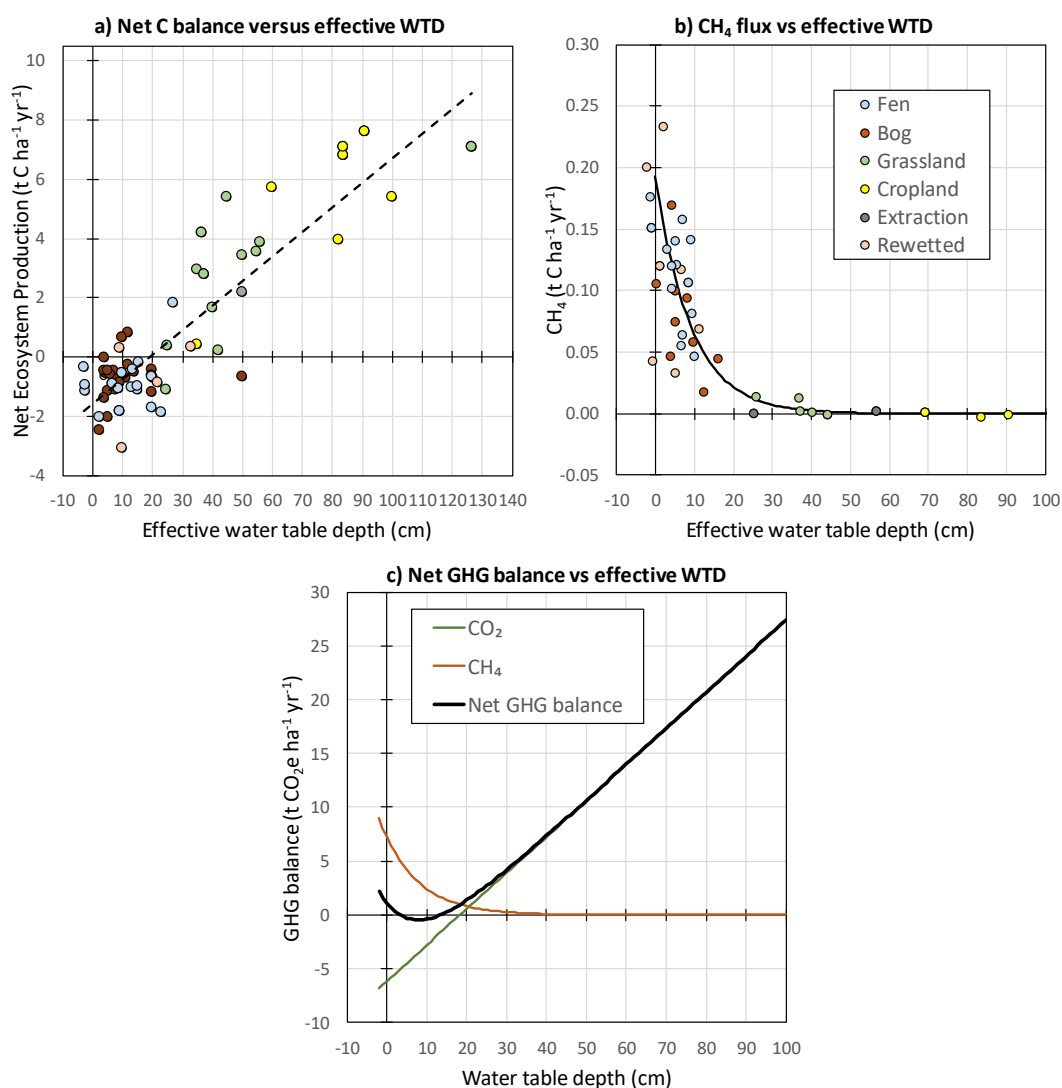 a) Net C balance versus effective WTD
Net Ecosystem Production (t C ha⁻¹ yr⁻¹)
10
8
6
4
2
0
-2
-4
-10 0 10 20 30 40 50 60 70 80 90 100 110 120 130 140
Effective water table depth (cm)
b) CH₄ flux vs effective WTD
CH₄ (t C ha⁻¹ yr⁻¹)
0.30
0.25
0.20
0.15
0.10
0.05
0.00
-0.05
Fen
Bog
Grassland
Cropland
Extraction
Rewetted
-10 0 10 20 30 40 50 60 70 80 90 100
Effective water table depth (cm)
c) Net GHG balance vs effective WTD
GHG balance (t CO₂e ha⁻¹ yr⁻¹)
30
25
20
15
10
5
0
-5
-10
CO₂
CH₄
Net GHG balance
-10 0 10 20 30 40 50 60 70 80 90 100
Water table depth (cm)